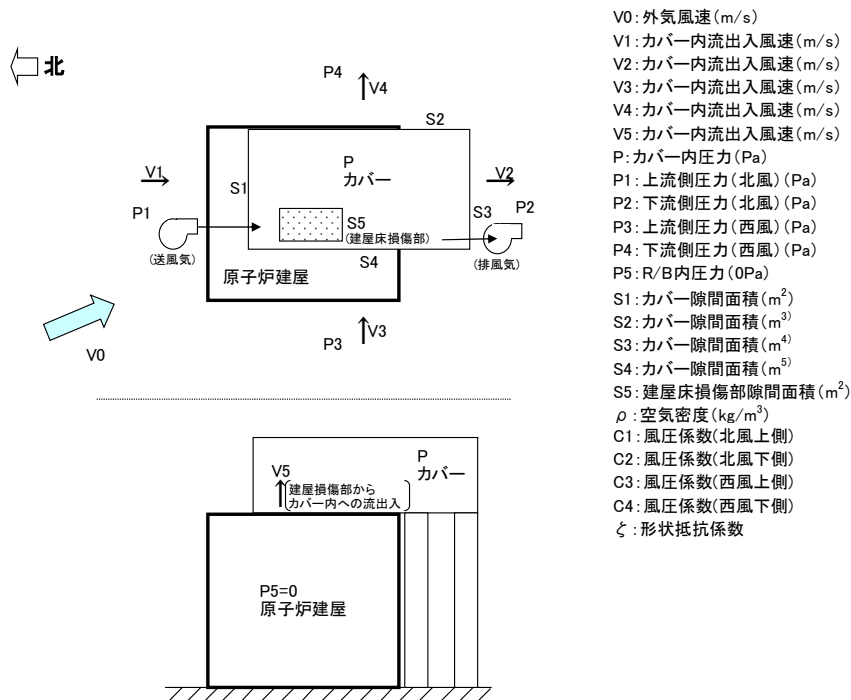 北
P4
V4
S2
V1
P
カバー
V2
S1
P1
S5
(建屋床損傷部)
S3
P2
(送風気)
S4
(排風気)
原子炉建屋
V0
P3
V3
P
カバー
V5
建屋損傷部から
カバー内への流出入
P5=0
原子炉建屋
V0:外気風速(m/s)
V1:カバー内流出入風速(m/s)
V2:カバー内流出入風速(m/s)
V3:カバー内流出入風速(m/s)
V4:カバー内流出入風速(m/s)
V5:カバー内流出入風速(m/s)
P:カバー内圧力(Pa)
P1:上流側圧力(北風)(Pa)
P2:下流側圧力(北風)(Pa)
P3:上流側圧力(西風)(Pa)
P4:下流側圧力(西風)(Pa)
P5:R/B内圧力(0Pa)
S1:カバー隙間面積(m²)
S2:カバー隙間面積(m³⁾
S3:カバー隙間面積(m⁴⁾
S4:カバー隙間面積(m⁵⁾
S5:建屋床損傷部隙間面積(m²)
ρ:空気密度(kg/m³)
C1:風圧係数(北風上側)
C2:風圧係数(北風下側)
C3:風圧係数(西風上側)
C4:風圧係数(西風下側)
ζ:形状抵抗係数